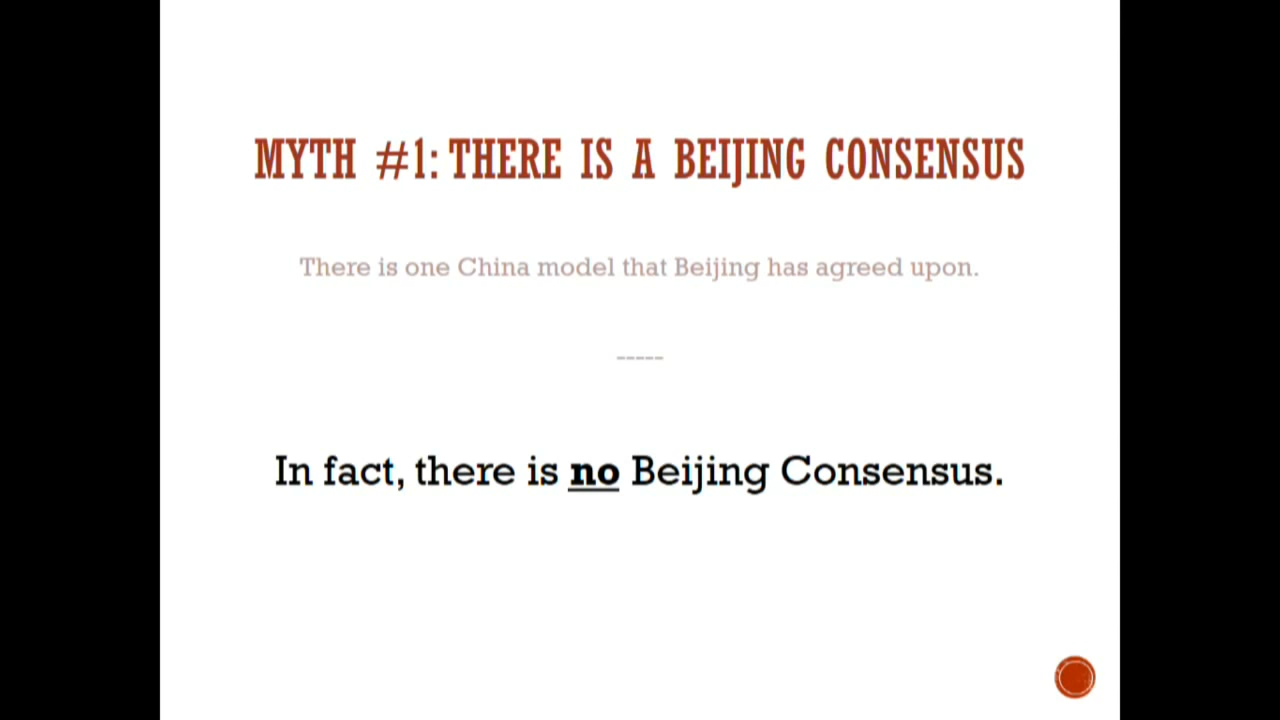 MYTH #1: THERE IS A BEIJING CONSENSUS
There is one China model that Beijing has agreed upon.
-----
In fact, there is no Beijing Consensus.